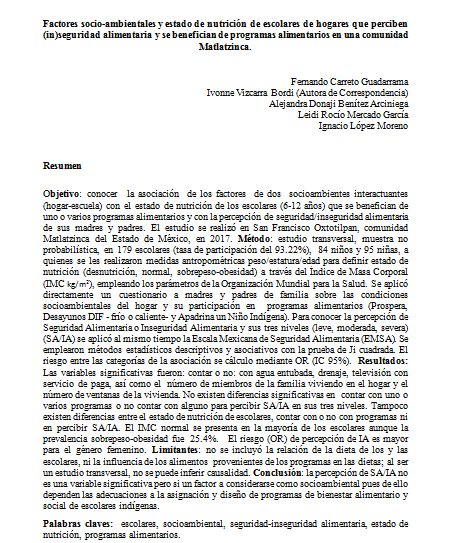 Factores socio-ambientales y estado de nutrición de escolares de hogares que perciben
(in)seguridad alimentaria y se benefician de programas alimentarios en una comunidad
Matlatzinca.
Fernando Carreto Guadarrama
Ivonne Vizcarra Bordi (Autora de Correspondencia)
Alejandra Donaji Benítez Arciniega
Leidi Rocío Mercado García
Ignacio López Moreno
Resumen
Objetivo: conocer la asociación de los factores de dos socioambientes interactuantes
(hogar-escuela) con el estado de nutrición de los escolares (6-12 años) que se benefician de
uno o varios programas alimentarios y con la percepción de seguridad/inseguridad alimentaria
de sus madres y padres. El estudio se realizó en San Francisco Oxtotilpan, comunidad
Matlatzinca del Estado de México, en 2017. Método: estudio transversal, muestra no
probabilística, en 179 escolares (tasa de participación del 93.22%), 84 niños y 95 niñas, a
quienes se les realizaron medidas antropométricas peso/estatura/edad para definir estado de
nutrición (desnutrición, normal, sobrepeso-obesidad) a través del Indice de Masa Corporal
(IMC kg/m²), empleando los parámetros de la Organización Mundial para la Salud. Se aplicó
directamente un cuestionario a madres y padres de familia sobre las condiciones
socioambientales del hogar y su participación en programas alimentarios (Prospera,
Desayunos DIF - frío o caliente- y Apadrina un Niño Indígena). Para conocer la percepción de
Seguridad Alimentaria o Inseguridad Alimentaria y sus tres niveles (leve, moderada, severa)
(SA/IA) se aplicó al mismo tiempo la Escala Mexicana de Seguridad Alimentaria (EMSA). Se
emplearon métodos estadísticos descriptivos y asociativos con la prueba de Ji cuadrada. El
riesgo entre las categorías de la asociación se cálculo mediante OR (IC 95%). Resultados:
Las variables significativas fueron: contar o no: con agua entubada, drenaje, televisión con
servicio de paga, así como el número de miembros de la familia viviendo en el hogar y el
número de ventanas de la vivienda. No existen diferencias significativas en contar con uno o
varios programas o no contar con alguno para percibir SA/IA en sus tres niveles. Tampoco
existen diferencias entre el estado de nutrición de escolares, contar con o no con programas ni
en percibir SA/IA. El IMC normal se presenta en la mayoría de los escolares aunque la
prevalencia sobrepeso-obesidad fue 25.4%. El riesgo (OR) de percepción de IA es mayor
para el género femenino. Limitantes: no se incluyó la relación de la dieta de los y las
escolares, ni la influencia de los alimentos provenientes de los programas en las dietas; al ser
un estudio transversal, no se puede inferir causalidad. Conclusión: la percepción de SA/IA no
es una variable significativa pero si un factor a considerarse como socioambiental pues de ello
dependen las adecuaciones a la asignación y diseño de programas de bienestar alimentario y
social de escolares indígenas.
Palabras claves: escolares, socioambiental, seguridad-inseguridad alimentaria, estado de
nutrición, programas alimentarios.